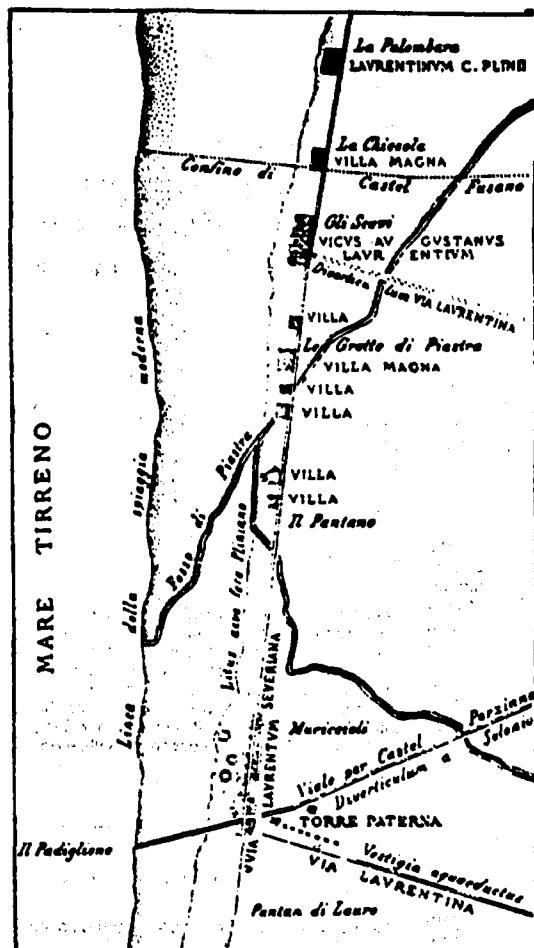 La Palombara
LAVRENTINVM C. PLINII
La Chiesola
VILLA MAGNA
Confine di Castel Fusano
Gli Scavi
VICVS AV GVSTANVS
LAVR ENTIVM
VIA LAVRENTINA
VILLA
Le Grotte di Piastra
VILLA MAGNA
VILLA
VILLA
VILLA
VILLA
Il Pantano
Fosso di Piastra
MARE TIRRENO
Linea della spiaggia moderna
Litus aevo fere Pliniano
LAVRENTVM SEVERIANA
Viale per Castel Porziano
Diverticulum a Solonio
TORRE PATERNA
Il Padiglione
Vestigia aquaeductus
VIA LAVRENTINA
Pantan di Lauro